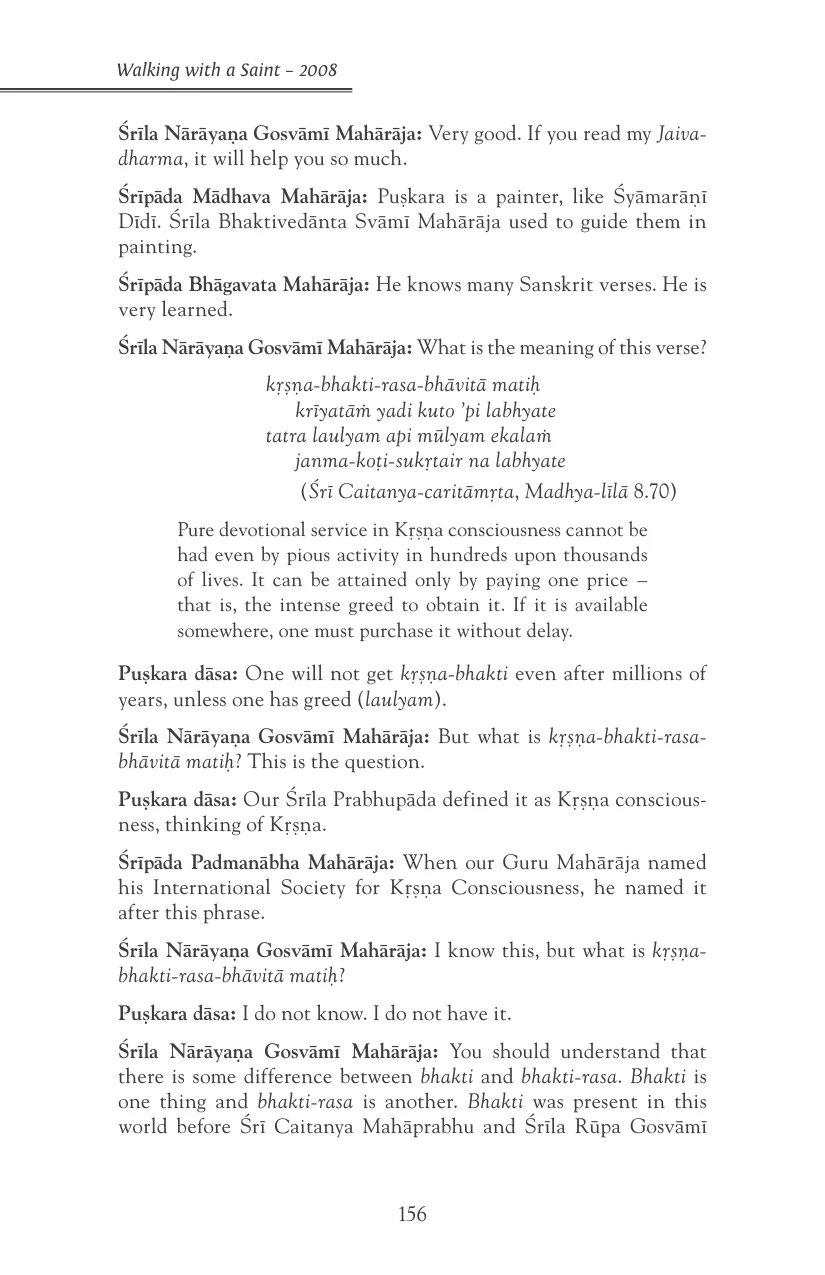 Walking with a Saint – 2008
Śrīla Nārāyaṇa Gosvāmī Mahārāja: Very good. If you read my Jaiva-
dharma, it will help you so much.
Śrīpāda Mādhava Mahārāja: Puṣkara is a painter, like Śyāmarāṇī
Dīdī. Śrīla Bhaktivedānta Svāmī Mahārāja used to guide them in
painting.
Śrīpāda Bhāgavata Mahārāja: He knows many Sanskrit verses. He is
very learned.
Śrīla Nārāyaṇa Gosvāmī Mahārāja: What is the meaning of this verse?
kṛṣṇa-bhakti-rasa-bhāvitā matiḥ
krīyatāṁ yadi kuto ’pi labhyate
tatra laulyam api mūlyam ekalaṁ
janma-koṭi-sukṛtair na labhyate
(Śrī Caitanya-caritāmṛta, Madhya-līlā 8.70)
Pure devotional service in Kṛṣṇa consciousness cannot be
had even by pious activity in hundreds upon thousands
of lives. It can be attained only by paying one price –
that is, the intense greed to obtain it. If it is available
somewhere, one must purchase it without delay.
Puṣkara dāsa: One will not get kṛṣṇa-bhakti even after millions of
years, unless one has greed (laulyam).
Śrīla Nārāyaṇa Gosvāmī Mahārāja: But what is kṛṣṇa-bhakti-rasa-
bhāvitā matiḥ? This is the question.
Puṣkara dāsa: Our Śrīla Prabhupāda defined it as Kṛṣṇa conscious-
ness, thinking of Kṛṣṇa.
Śrīpāda Padmanābha Mahārāja: When our Guru Mahārāja named
his International Society for Kṛṣṇa Consciousness, he named it
after this phrase.
Śrīla Nārāyaṇa Gosvāmī Mahārāja: I know this, but what is kṛṣṇa-
bhakti-rasa-bhāvitā matiḥ?
Puṣkara dāsa: I do not know. I do not have it.
Śrīla Nārāyaṇa Gosvāmī Mahārāja: You should understand that
there is some difference between bhakti and bhakti-rasa. Bhakti is
one thing and bhakti-rasa is another. Bhakti was present in this
world before Śrī Caitanya Mahāprabhu and Śrīla Rūpa Gosvāmī
156